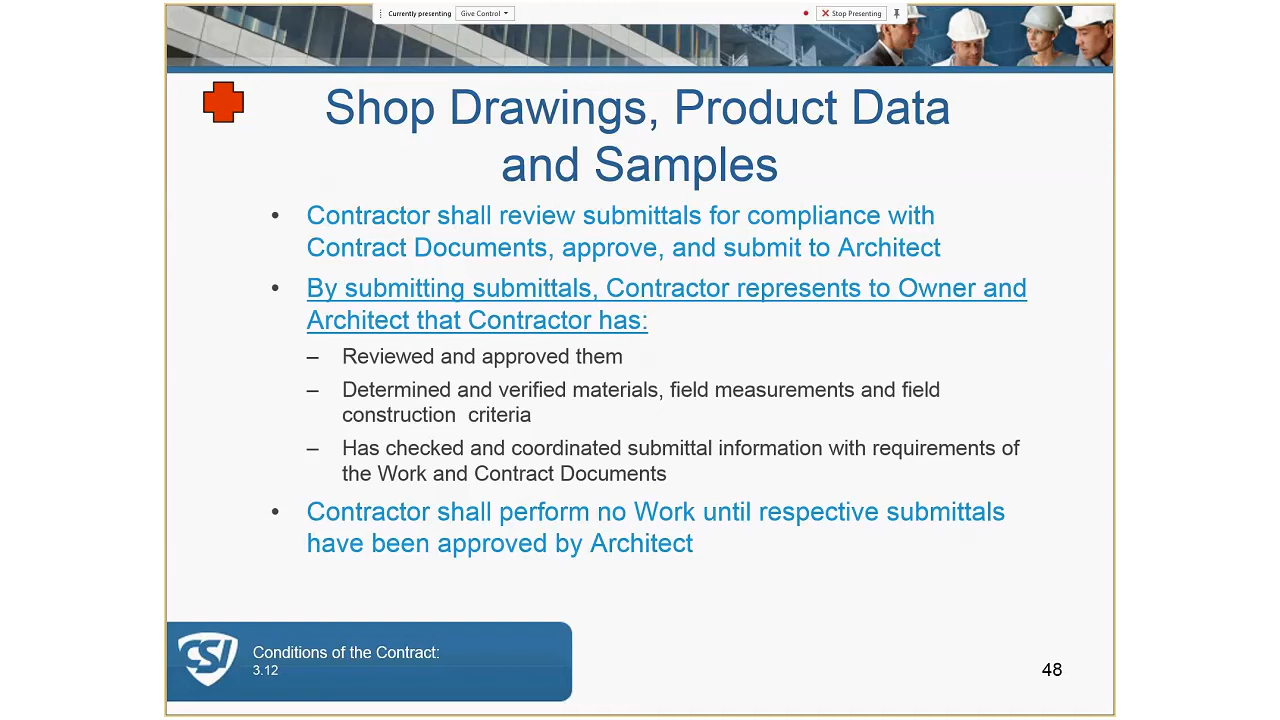 Currently presenting Give Control Stop Presenting
Shop Drawings, Product Data
and Samples
• Contractor shall review submittals for compliance with
Contract Documents, approve, and submit to Architect
• By submitting submittals, Contractor represents to Owner and
Architect that Contractor has:
– Reviewed and approved them
– Determined and verified materials, field measurements and field
construction criteria
– Has checked and coordinated submittal information with requirements of
the Work and Contract Documents
• Contractor shall perform no Work until respective submittals
have been approved by Architect
CSI
Conditions of the Contract:
3.12
48